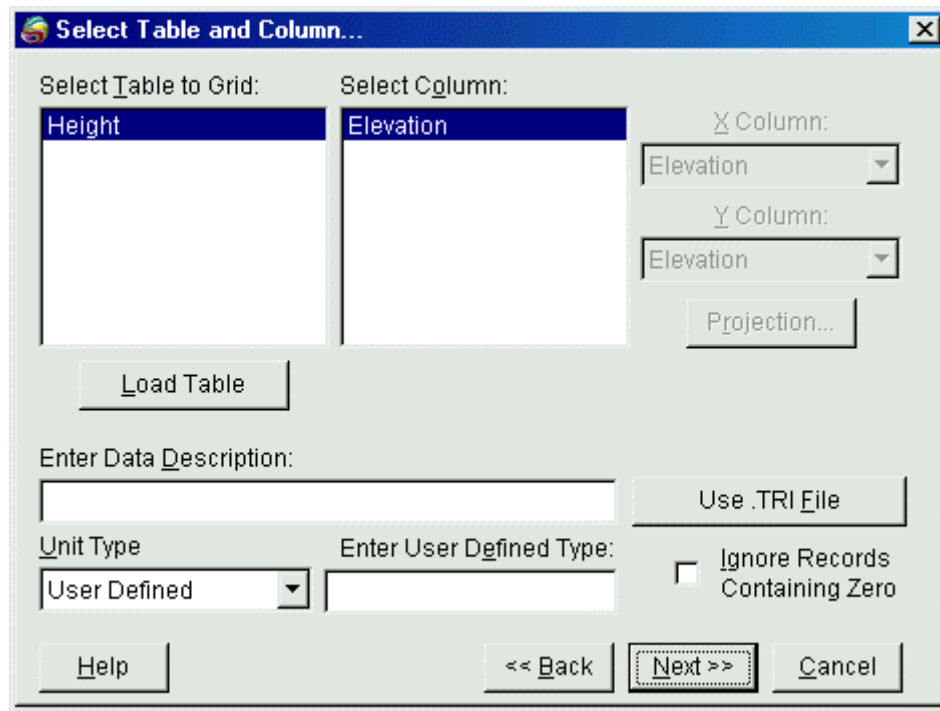 Select Table and Column...
Select Table to Grid:
Select Column:
Height
Elevation
X Column:
Elevation
Y Column:
Elevation
Projection...
Load Table
Enter Data Description:
Use .TRI File
Unit Type
Enter User Defined Type:
User Defined
Ignore Records
Containing Zero
Help
<< Back
Next >>
Cancel